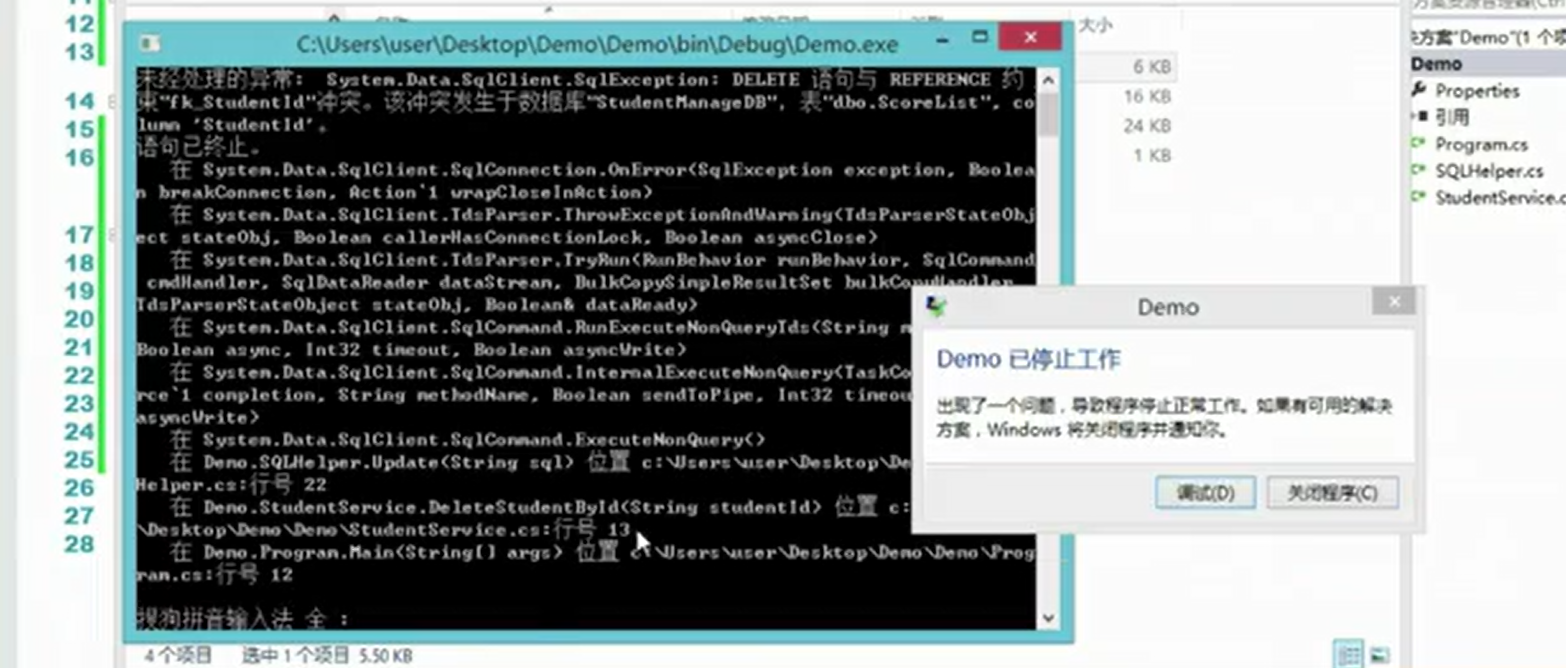 大小
C:\Users\user\Desktop\Demo\Demo\bin\Debug\Demo.exe
未经处理的异常: System.Data.SqlClient.SqlException: DELETE 语句与 REFERENCE 约
束"fk_StudentId"冲突。该冲突发生于数据库"StudentManageDB", 表"dbo.ScoreList", co
lumn 'StudentId'。
语句已终止。
在 System.Data.SqlClient.SqlConnection.OnError(SqlException exception, Boolea
n breakConnection, Action`1 wrapCloseInAction)
在 System.Data.SqlClient.TdsParser.ThrowExceptionAndWarning(TdsParserStateObj
ect stateObj, Boolean callerHasConnectionLock, Boolean asyncClose)
在 System.Data.SqlClient.TdsParser.TryRun(RunBehavior runBehavior, SqlCommand
cmdHandler, SqlDataReader dataStream, BulkCopySimpleResultSet bulkCopyHandler,
TdsParserStateObject stateObj, Boolean& dataReady)
在 System.Data.SqlClient.SqlCommand.RunExecuteNonQueryTds(String m
Boolean async, Int32 timeout, Boolean asyncWrite)
在 System.Data.SqlClient.SqlCommand.InternalExecuteNonQuery(TaskCo
rce`1 completion, String methodName, Boolean sendToPipe, Int32 timeou
asyncWrite)
在 System.Data.SqlClient.SqlCommand.ExecuteNonQuery()
在 Demo.SQLHelper.Update(String sql) 位置 c:\Users\user\Desktop\De
Helper.cs:行号 22
在 Demo.StudentService.DeleteStudentById(String studentId) 位置 c:
\Desktop\Demo\Demo\StudentService.cs:行号 13
在 Demo.Program.Main(String[] args) 位置 c:\Users\user\Desktop\Demo\Demo\Prog
ram.cs:行号 12
搜狗拼音输入法 全 :
12
13
14
15
16
17
18
19
20
21
22
23
24
25
26
27
28
6 KB
16 KB
24 KB
1 KB
方案"Demo"(1 个项
Demo
Properties
引用
Program.cs
SQLHelper.cs
StudentService.c
Demo
Demo 已停止工作
出现了一个问题，导致程序停止正常工作。如果有可用的解决
方案，Windows 将关闭程序并通知你。
调试(D)
关闭程序(C)
4 个项目 选中 1 个项目 5.50 KB